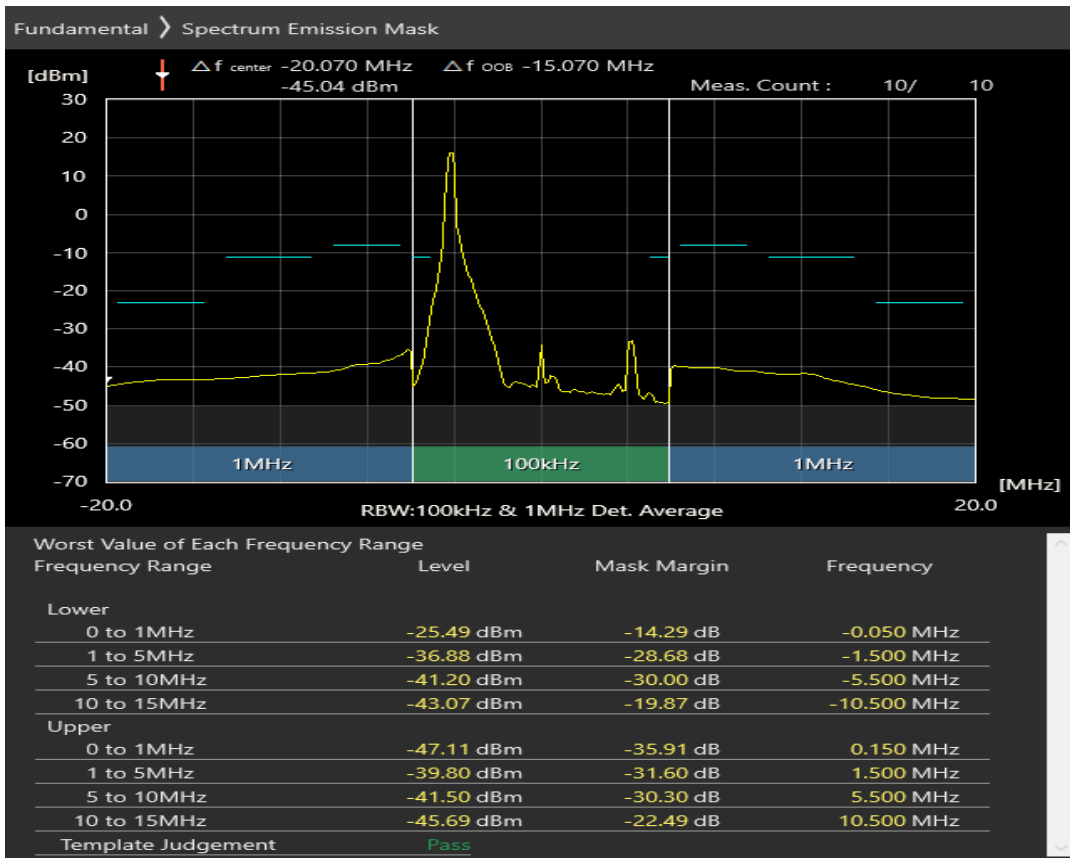 Fundamental ❯ Spectrum Emission Mask
[dBm] △f center -20.070 MHz △f OOB -15.070 MHz
-45.04 dBm Meas. Count : 10/ 10
30
20
10
0
-10
-20
-30
-40
-50
-60
1MHz 100kHz 1MHz
-70 [MHz]
-20.0 RBW:100kHz & 1MHz Det. Average 20.0
Worst Value of Each Frequency Range
Frequency Range Level Mask Margin Frequency
Lower
0 to 1MHz -25.49 dBm -14.29 dB -0.050 MHz
1 to 5MHz -36.88 dBm -28.68 dB -1.500 MHz
5 to 10MHz -41.20 dBm -30.00 dB -5.500 MHz
10 to 15MHz -43.07 dBm -19.87 dB -10.500 MHz
Upper
0 to 1MHz -47.11 dBm -35.91 dB 0.150 MHz
1 to 5MHz -39.80 dBm -31.60 dB 1.500 MHz
5 to 10MHz -41.50 dBm -30.30 dB 5.500 MHz
10 to 15MHz -45.69 dBm -22.49 dB 10.500 MHz
Template Judgement Pass